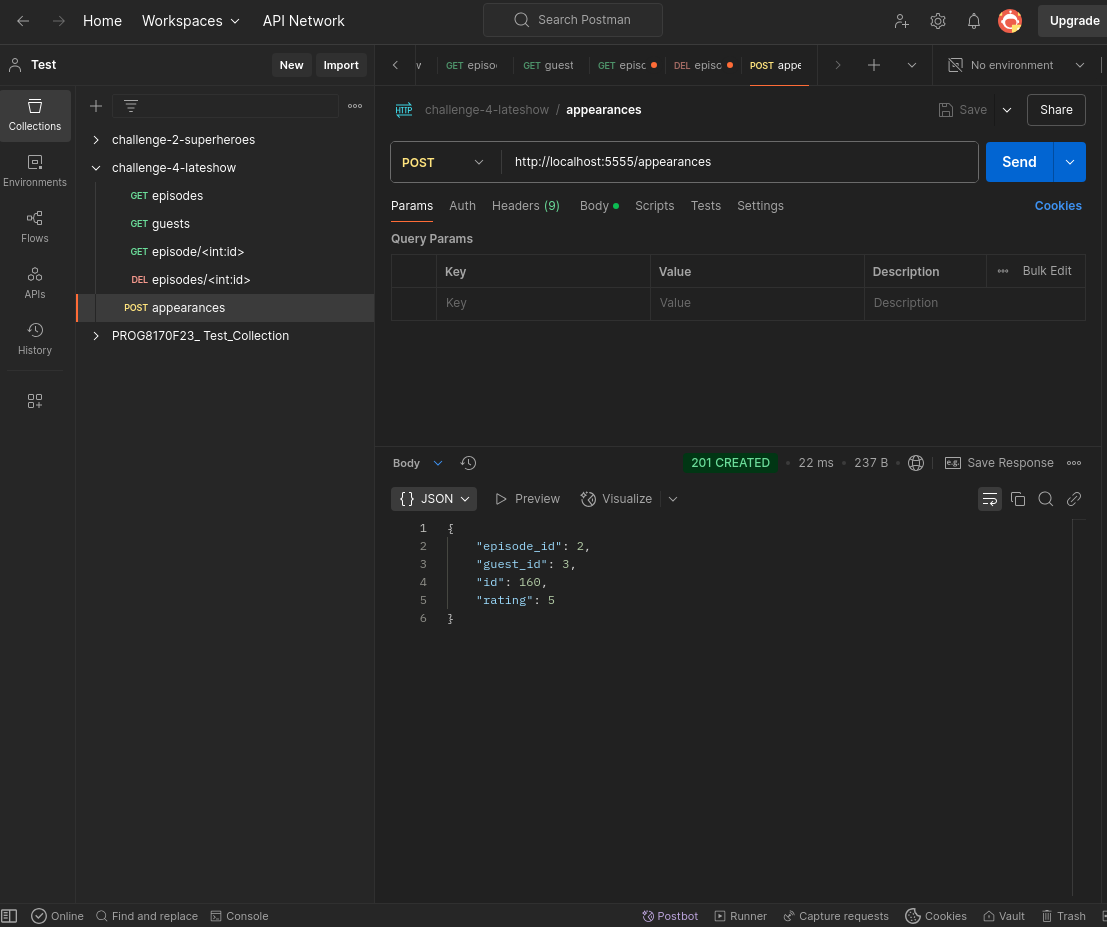 Home Workspaces API Network Search Postman Upgrade
Test New Import
GET episo GET guest GET episc DEL episc POST appe No environment
Collections
Environments
Flows
APIs
History
challenge-2-superheroes
challenge-4-lateshow
GET episodes
GET guests
GET episode/<int:id>
DEL episodes/<int:id>
POST appearances
PROG8170F23_ Test_Collection
HTTP challenge-4-lateshow / appearances Save Share
POST http://localhost:5555/appearances Send
Params Auth Headers (9) Body Scripts Tests Settings Cookies
Query Params
Key Value Description Bulk Edit
Key Value Description
Body 201 CREATED 22 ms 237 B e.g. Save Response
{} JSON Preview Visualize
1 {
2 "episode_id": 2,
3 "guest_id": 3,
4 "id": 160,
5 "rating": 5
6 }
Online Find and replace Console Postbot Runner Capture requests Cookies Vault Trash